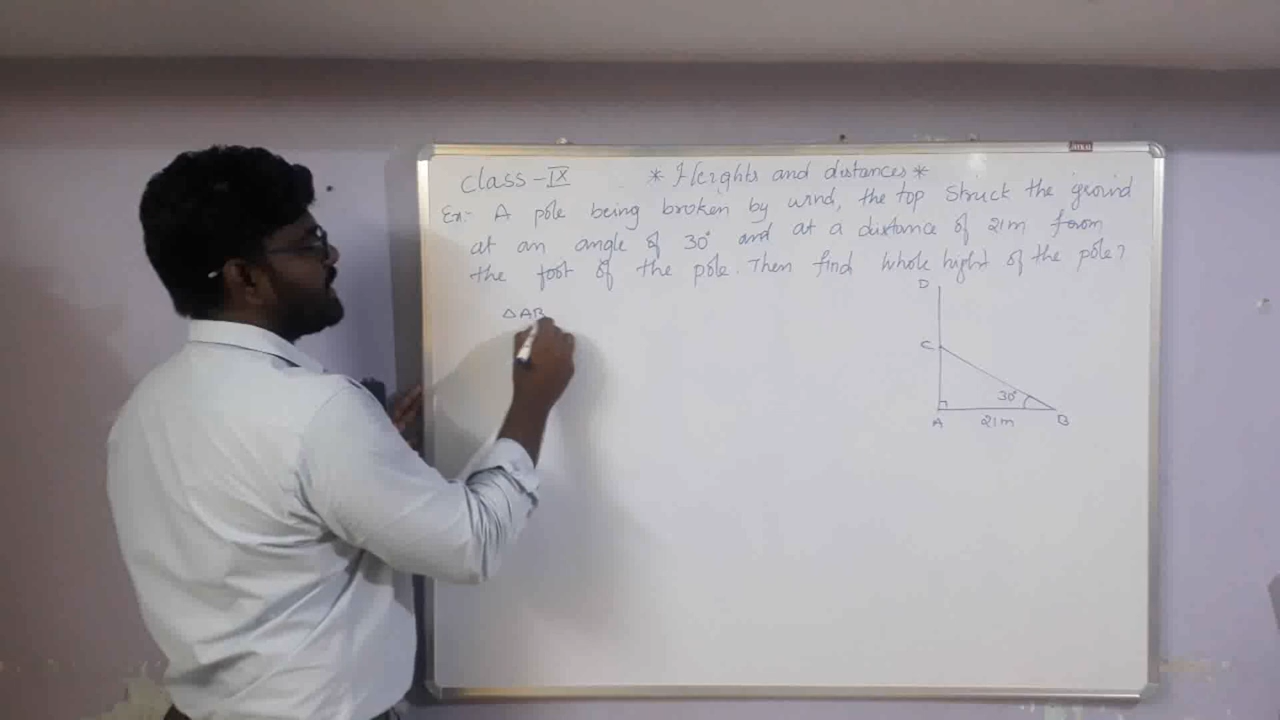 Class - IX
* Heights and distances *
Ex:- A pole being broken by wind, the top struck the ground
at an angle of 30° and at a distance of 21m from
the foot of the pole. Then find whole hight of the pole?
△AB
D
C
30°
A
21m
B